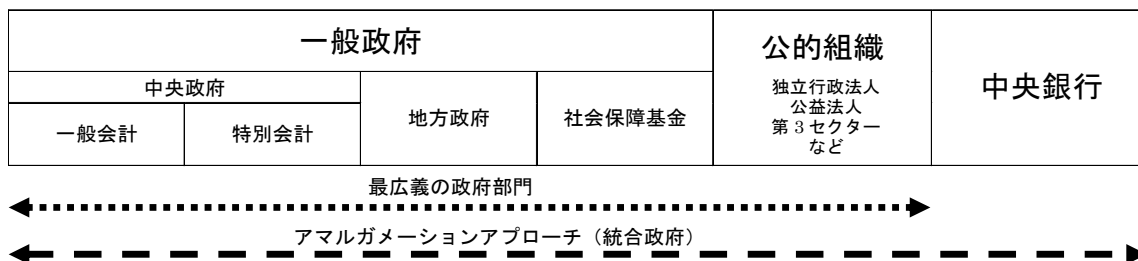 一般政府
公的組織
独立行政法人
公益法人
第3セクター
など
中央銀行
中央政府
地方政府
社会保障基金
一般会計
特別会計
最広義の政府部門
アマルガメーションアプローチ（統合政府）